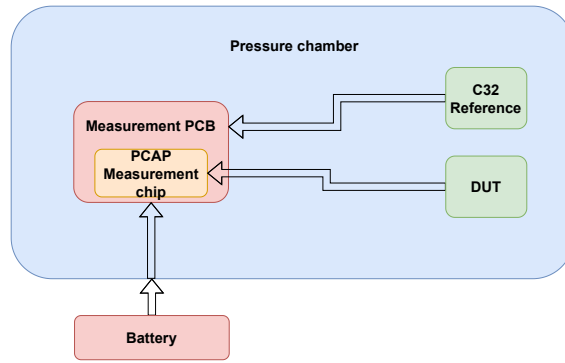 Pressure chamber
C32
Reference
Measurement PCB
PCAP
Measurement
chip
DUT
Battery